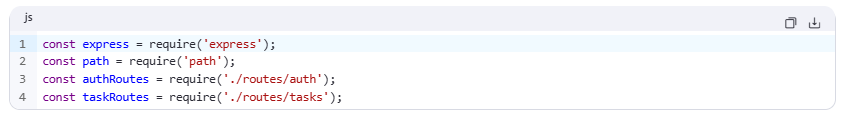 js
1 const express = require('express');
2 const path = require('path');
3 const authRoutes = require('./routes/auth');
4 const taskRoutes = require('./routes/tasks');